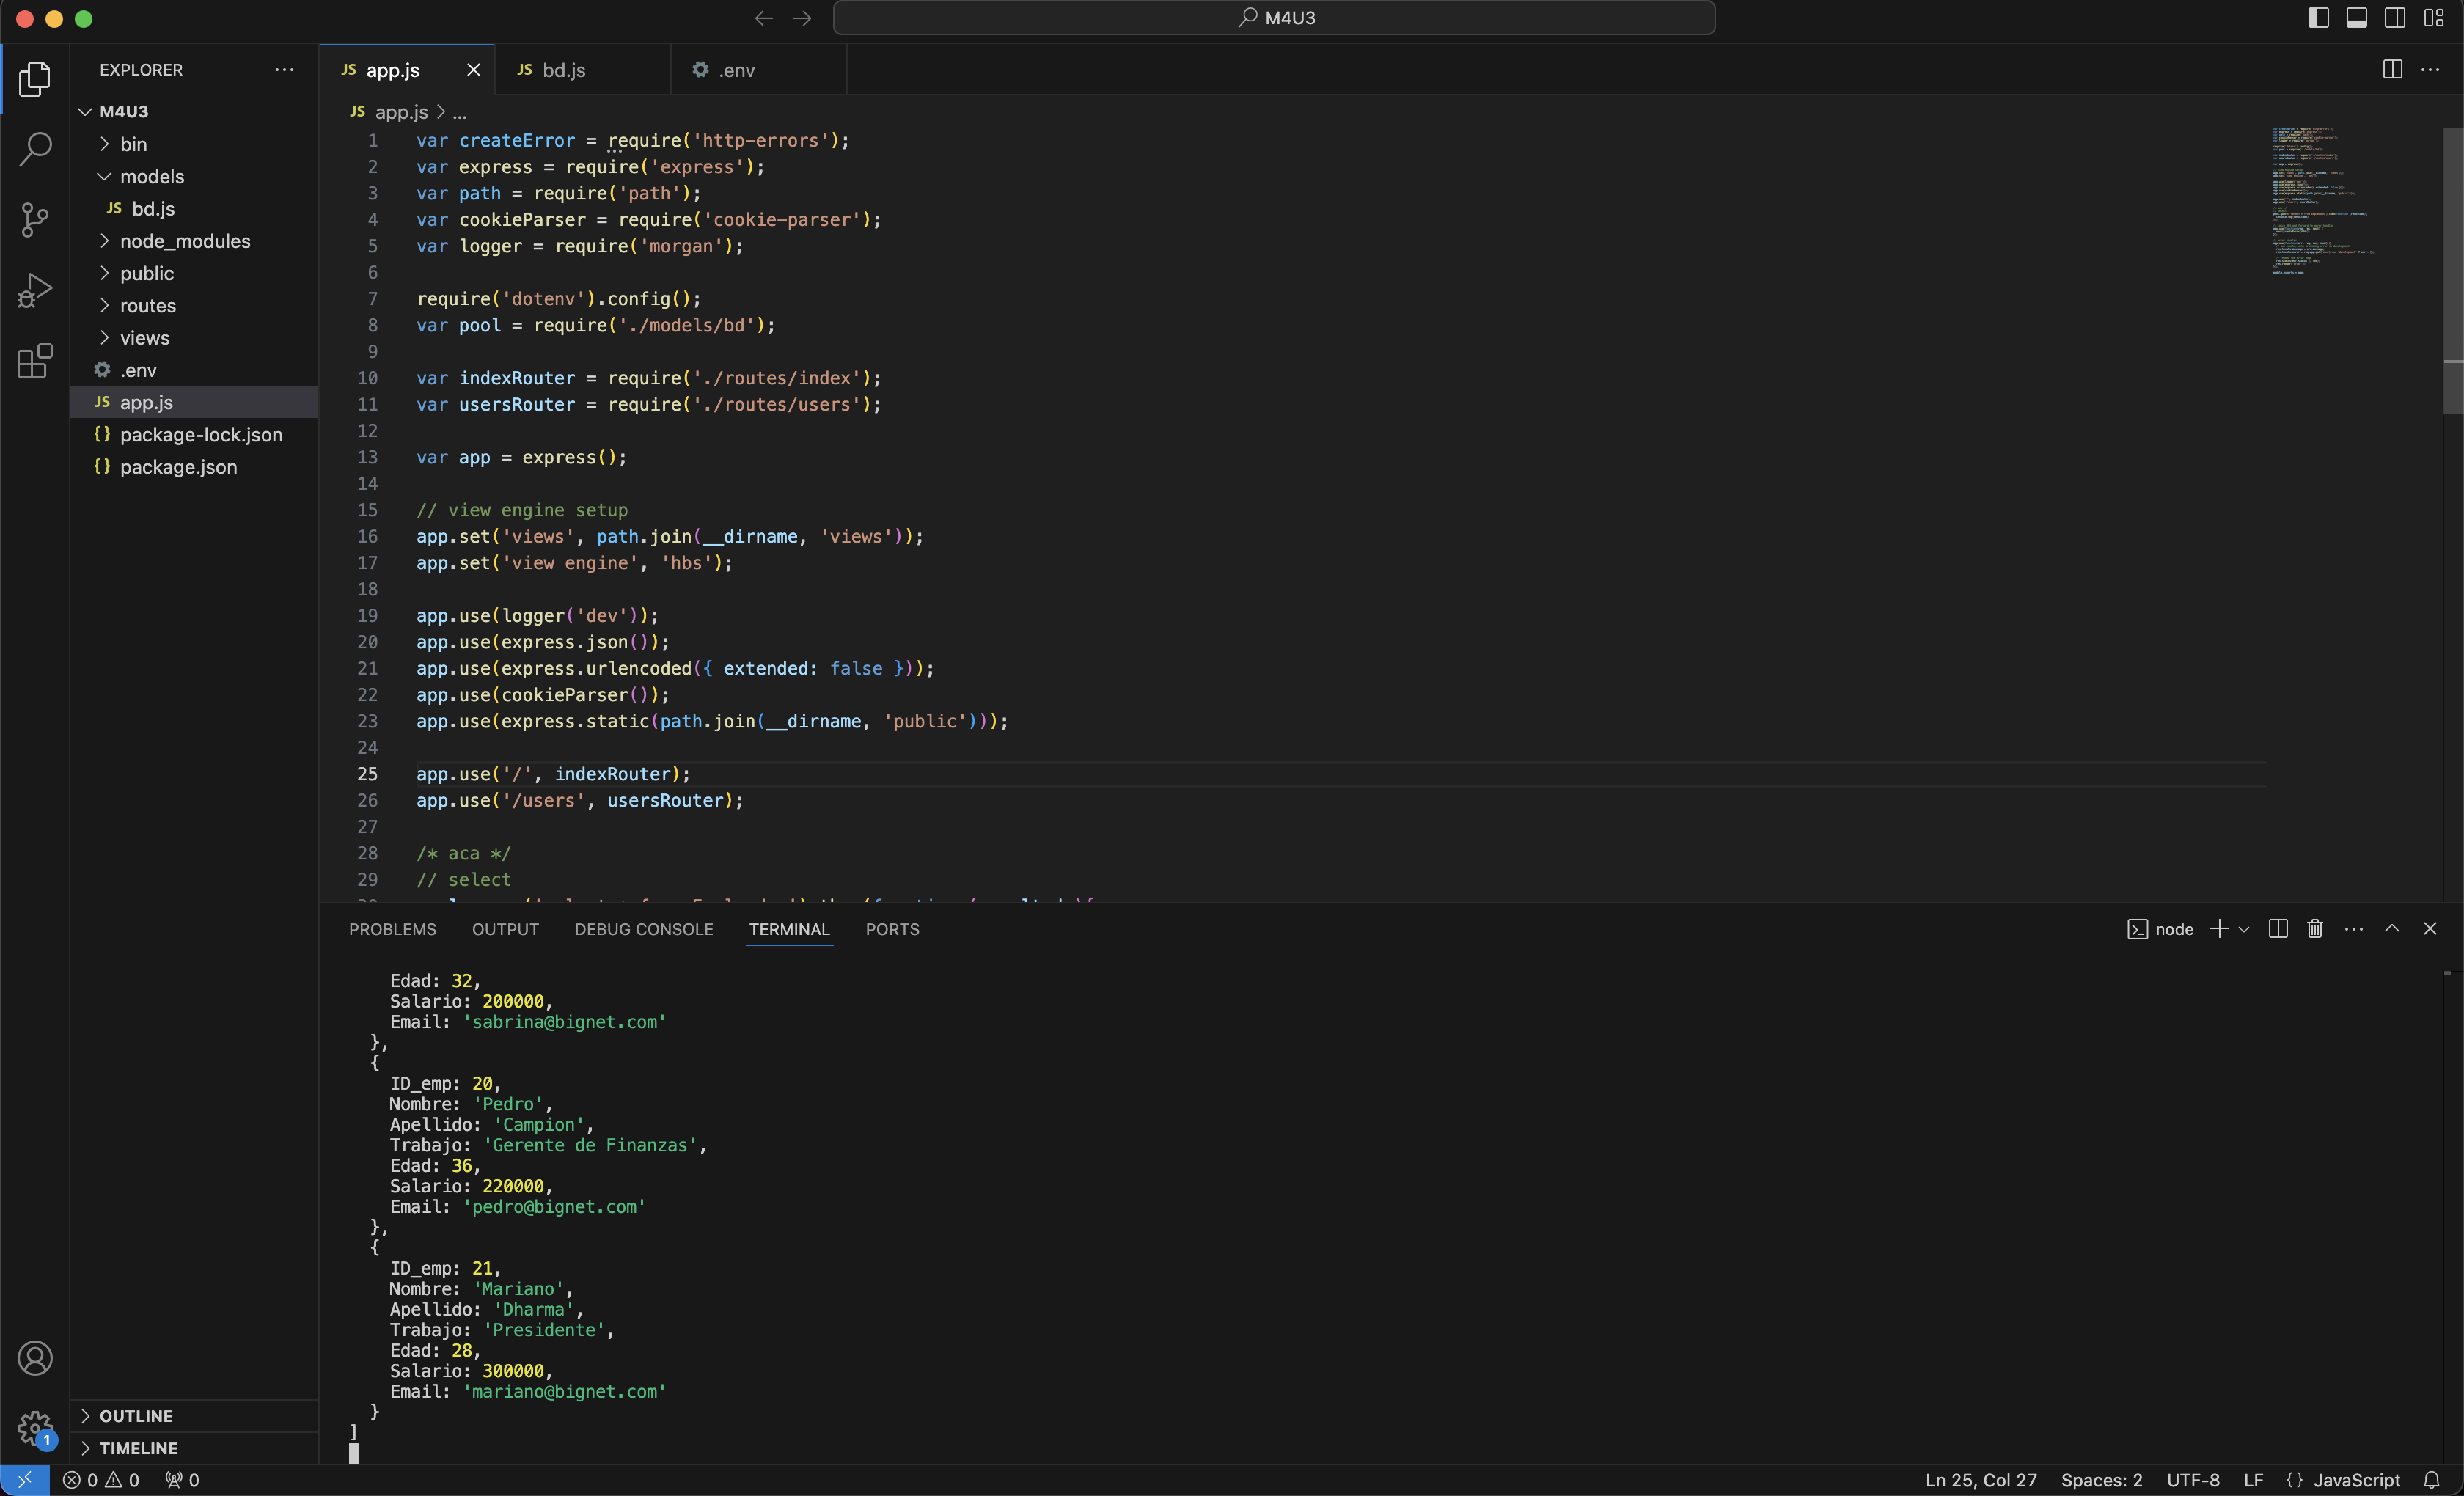 M4U3
EXPLORER
M4U3
bin
models
JS bd.js
node_modules
public
routes
views
.env
JS app.js
{} package-lock.json
{} package.json
OUTLINE
TIMELINE
JS app.js
JS bd.js
.env
JS app.js > ...
1 var createError = require('http-errors');
2 var express = require('express');
3 var path = require('path');
4 var cookieParser = require('cookie-parser');
5 var logger = require('morgan');
6
7 require('dotenv').config();
8 var pool = require('./models/bd');
9
10 var indexRouter = require('./routes/index');
11 var usersRouter = require('./routes/users');
12
13 var app = express();
14
15 // view engine setup
16 app.set('views', path.join(__dirname, 'views'));
17 app.set('view engine', 'hbs');
18
19 app.use(logger('dev'));
20 app.use(express.json());
21 app.use(express.urlencoded({ extended: false }));
22 app.use(cookieParser());
23 app.use(express.static(path.join(__dirname, 'public')));
24
25 app.use('/', indexRouter);
26 app.use('/users', usersRouter);
27
28 /* aca */
29 // select
PROBLEMS OUTPUT DEBUG CONSOLE TERMINAL PORTS
node
Edad: 32,
Salario: 200000,
Email: 'sabrina@bignet.com'
},
{
ID_emp: 20,
Nombre: 'Pedro',
Apellido: 'Campion',
Trabajo: 'Gerente de Finanzas',
Edad: 36,
Salario: 220000,
Email: 'pedro@bignet.com'
},
{
ID_emp: 21,
Nombre: 'Mariano',
Apellido: 'Dharma',
Trabajo: 'Presidente',
Edad: 28,
Salario: 300000,
Email: 'mariano@bignet.com'
}
]
1
0 0 0
Ln 25, Col 27 Spaces: 2 UTF-8 LF {} JavaScript